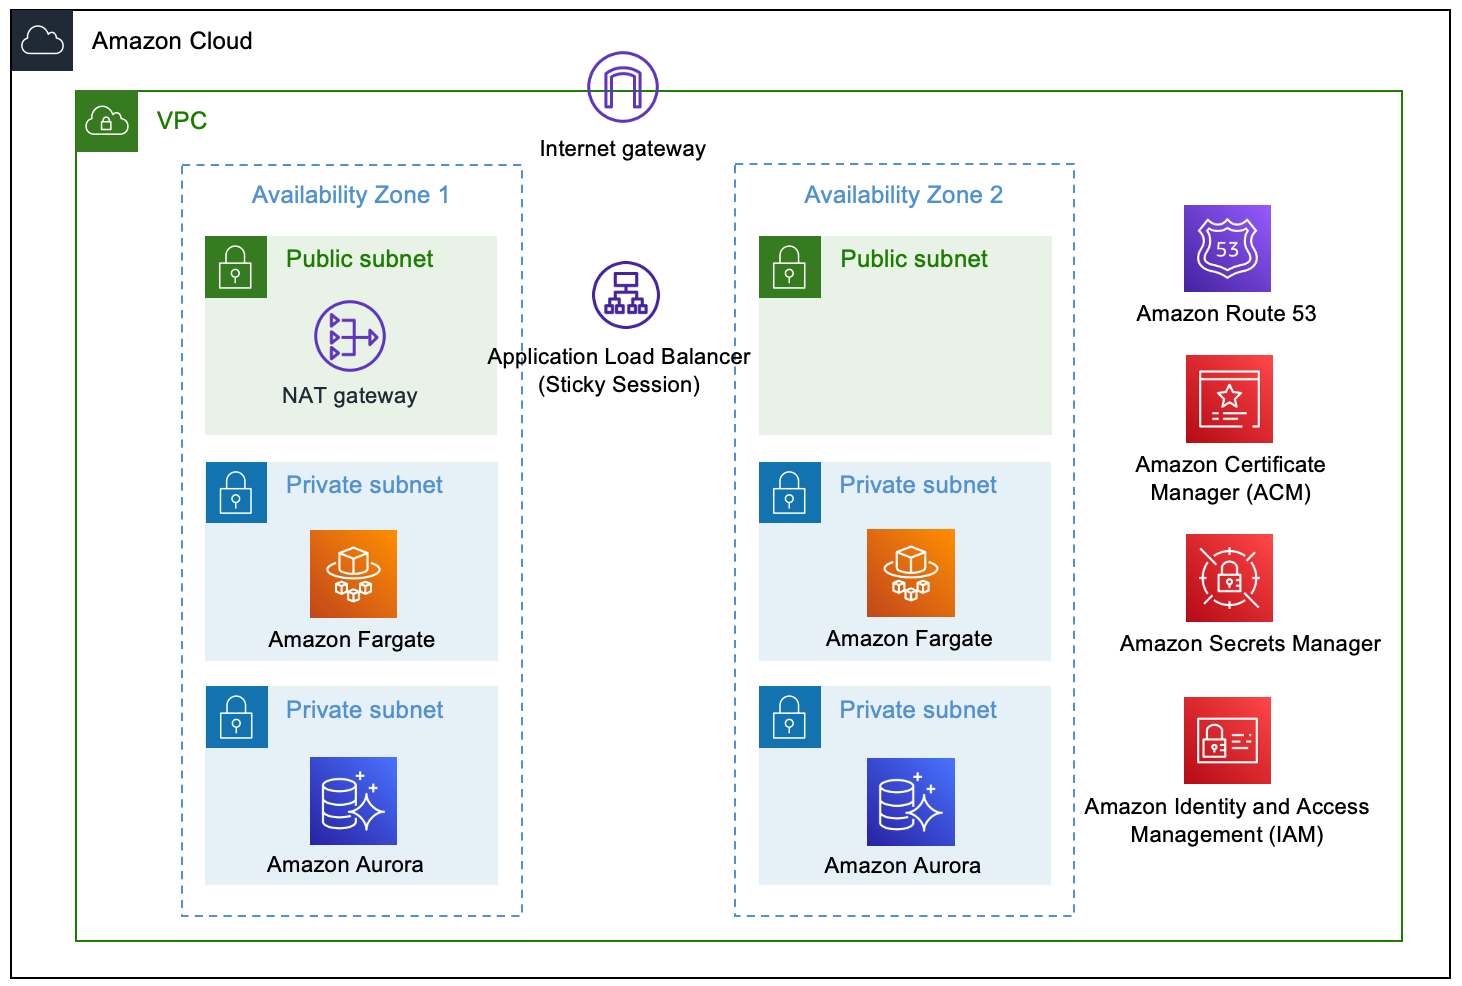 Amazon Cloud
VPC
Internet gateway
Availability Zone 1
Public subnet
NAT gateway
Application Load Balancer
(Sticky Session)
Private subnet
Amazon Fargate
Private subnet
Amazon Aurora
Availability Zone 2
Public subnet
Private subnet
Amazon Fargate
Private subnet
Amazon Aurora
53
Amazon Route 53
Amazon Certificate
Manager (ACM)
Amazon Secrets Manager
Amazon Identity and Access
Management (IAM)